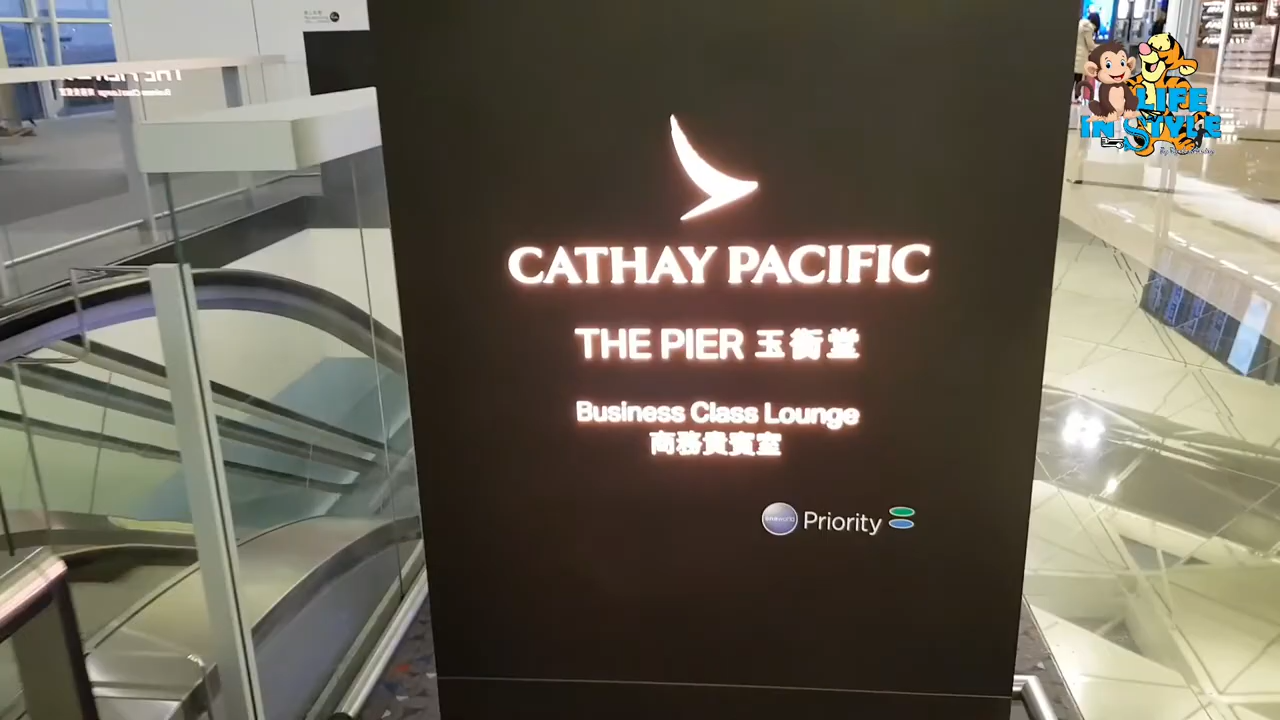 CATHAY PACIFIC
THE PIER 玉衡堂
Business Class Lounge
商務貴賓室
oneworld Priority
LIFE
IN STYLE